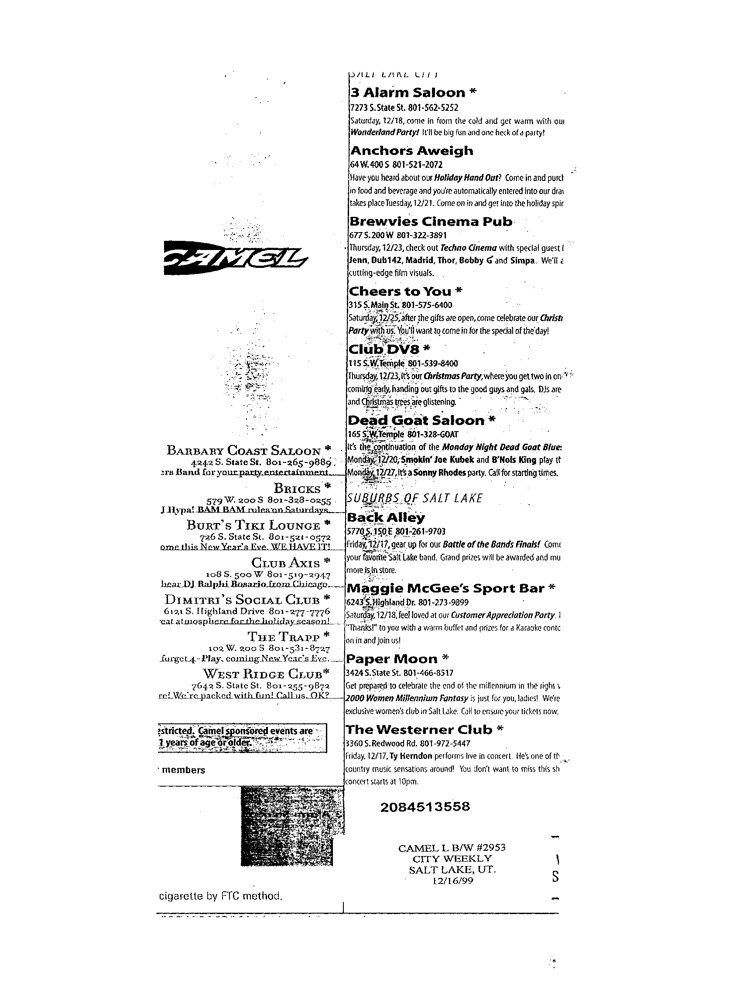 CAMEL
BARBARY COAST SALOON *
4242 S. State St. 801-265-9889
ers Band for your party entertainment.
BRICKS *
579 W. 200 S 801-328-0255
J Hypa! BAM BAM rules on Saturdays.
BURT'S TIKI LOUNGE *
726 S. State St. 801-521-0572
ome this New Year's Eve. WE HAVE IT!
CLUB AXIS *
108 S. 500 W 801-519-2947
hear DJ Ralphi Rosario from Chicago.
DIMITRI'S SOCIAL CLUB *
6121 S. Highland Drive 801-277-7776
eat atmosphere for the holiday season!
THE TRAPP *
102 W. 200 S 801-531-8727
forget 4-Play, coming New Year's Eve.
WEST RIDGE CLUB*
7642 S. State St. 801-255-9872
re! We're packed with fun! Call us, OK?
stricted. Camel sponsored events are
1 years of age or older.
members
cigarette by FTC method.
SALT LAKE CITY
3 Alarm Saloon *
7273 S. State St. 801-562-5252
Saturday, 12/18, come in from the cold and get warm with our
Wonderland Party! It'll be big fun and one heck of a party!
Anchors Aweigh
64 W. 400 S 801-521-2072
Have you heard about our Holiday Hand Out? Come in and purch
in food and beverage and you're automatically entered into our drav
takes place Tuesday, 12/21. Come on in and get into the holiday spir
Brewvies Cinema Pub
677 S. 200 W 801-322-3891
Thursday, 12/23, check out Techno Cinema with special guest
Jenn, Dub142, Madrid, Thor, Bobby G and Simpa. We'll a
cutting-edge film visuals.
Cheers to You *
315 S. Main St. 801-575-6400
Saturday, 12/25, after the gifts are open, come celebrate our Christ
Party with us. You'll want to come in for the special of the day!
Club DV8 *
115 S. W. Temple 801-539-8400
Thursday, 12/23, it's our Christmas Party, where you get two in on
coming early, handing out gifts to the good guys and gals. DJs are
and Christmas trees are glistening.
Dead Goat Saloon *
165 S. W. Temple 801-328-GOAT
It's the continuation of the Monday Night Dead Goat Blues
Monday, 12/20, Smokin' Joe Kubek and B'Nols King play th
Monday, 12/27, it's a Sonny Rhodes party. Call for starting times.
SUBURBS OF SALT LAKE
Back Alley
5770 S. 150 E 801-261-9703
Friday, 12/17, gear up for our Battle of the Bands Finals! Come
your favorite Salt Lake band. Grand prizes will be awarded and mu
more is in store.
Maggie McGee's Sport Bar *
6243 S. Highland Dr. 801-273-9899
Saturday, 12/18, feel loved at our Customer Appreciation Party.
"Thanks!" to you with a warm buffet and prizes for a Karaoke conte
on in and join us!
Paper Moon *
3424 S. State St. 801-466-8517
Get prepared to celebrate the end of the millennium in the right
2000 Women Millennium Fantasy is just for you, ladies! We're
exclusive women's club in Salt Lake. Call to ensure your tickets now.
The Westerner Club *
3360 S. Redwood Rd. 801-972-5447
Friday, 12/17, Ty Herndon performs live in concert. He's one of th
country music sensations around! You don't want to miss this sh
concert starts at 10pm.
2084513558
CAMEL L B/W #2953
CITY WEEKLY
SALT LAKE, UT.
12/16/99
S